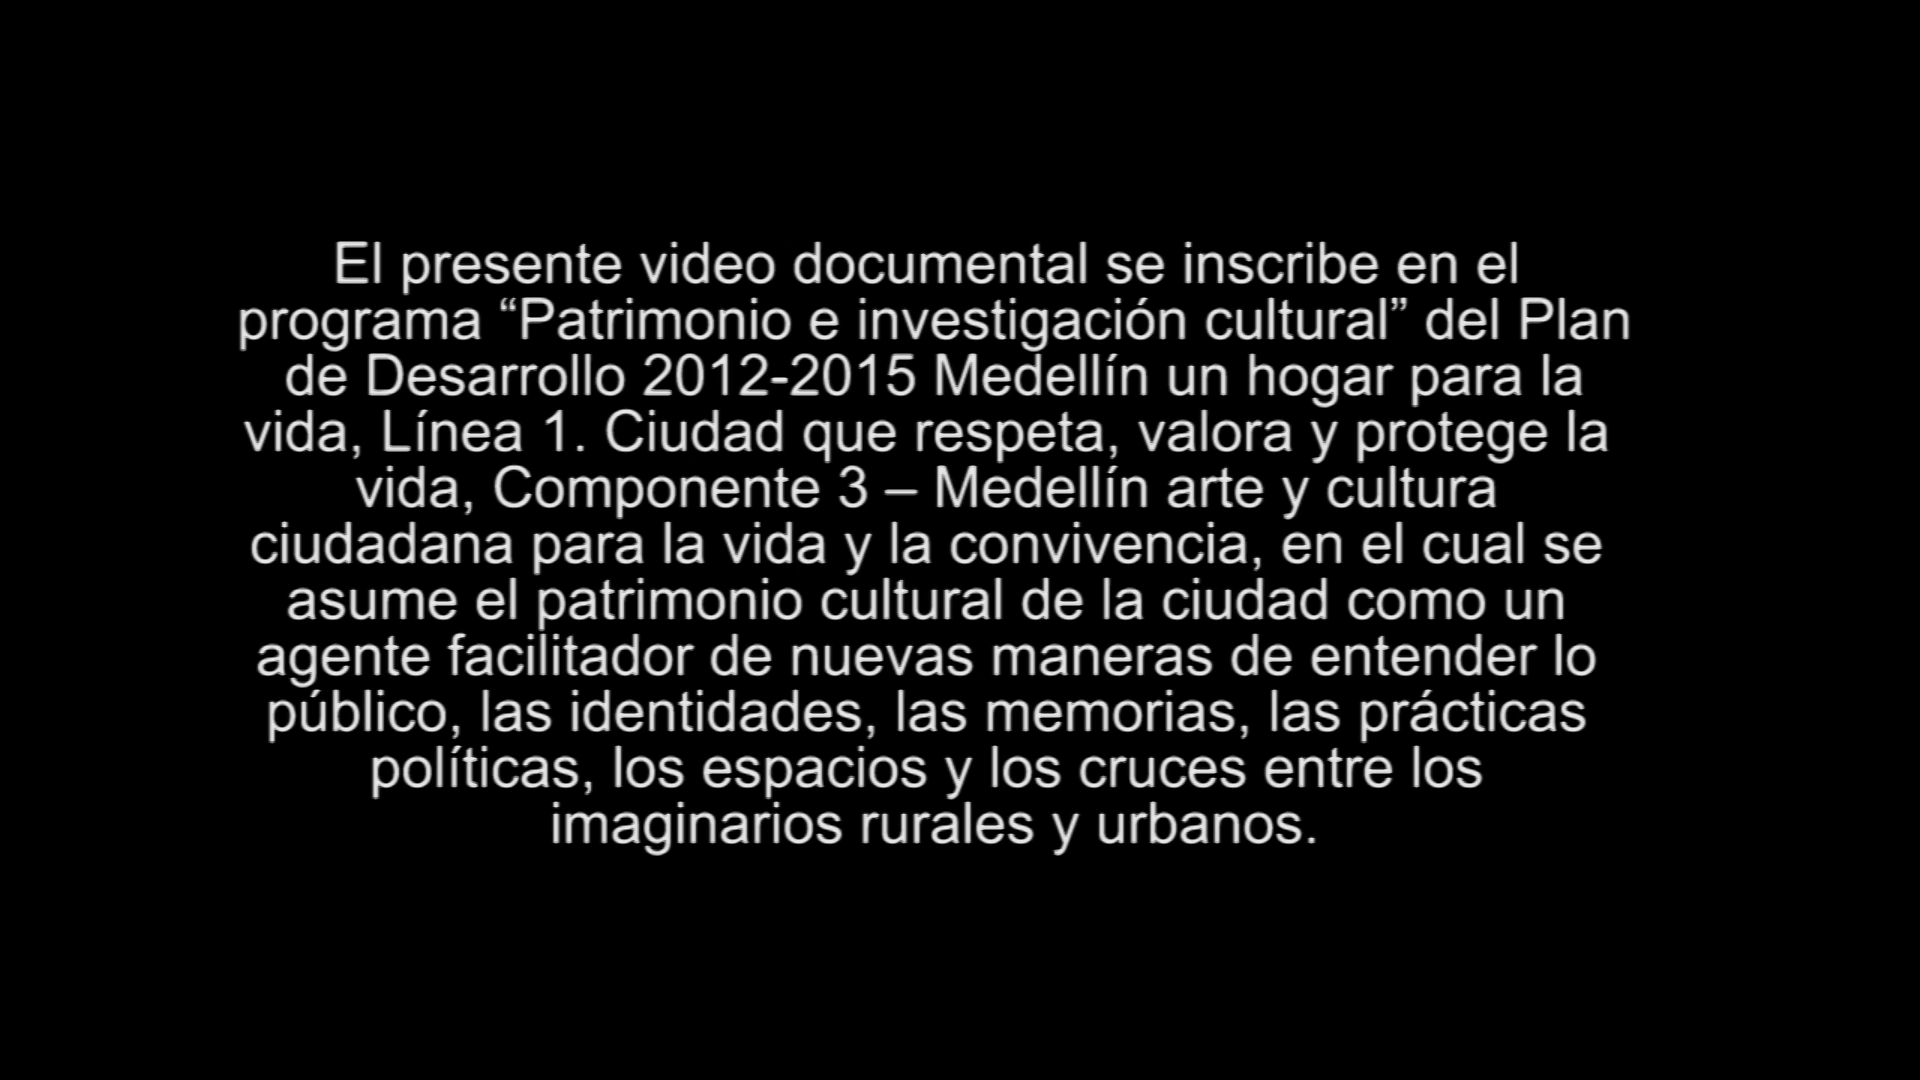 El presente video documental se inscribe en el
programa “Patrimonio e investigación cultural” del Plan
de Desarrollo 2012-2015 Medellín un hogar para la
vida, Línea 1. Ciudad que respeta, valora y protege la
vida, Componente 3 – Medellín arte y cultura
ciudadana para la vida y la convivencia, en el cual se
asume el patrimonio cultural de la ciudad como un
agente facilitador de nuevas maneras de entender lo
público, las identidades, las memorias, las prácticas
políticas, los espacios y los cruces entre los
imaginarios rurales y urbanos.